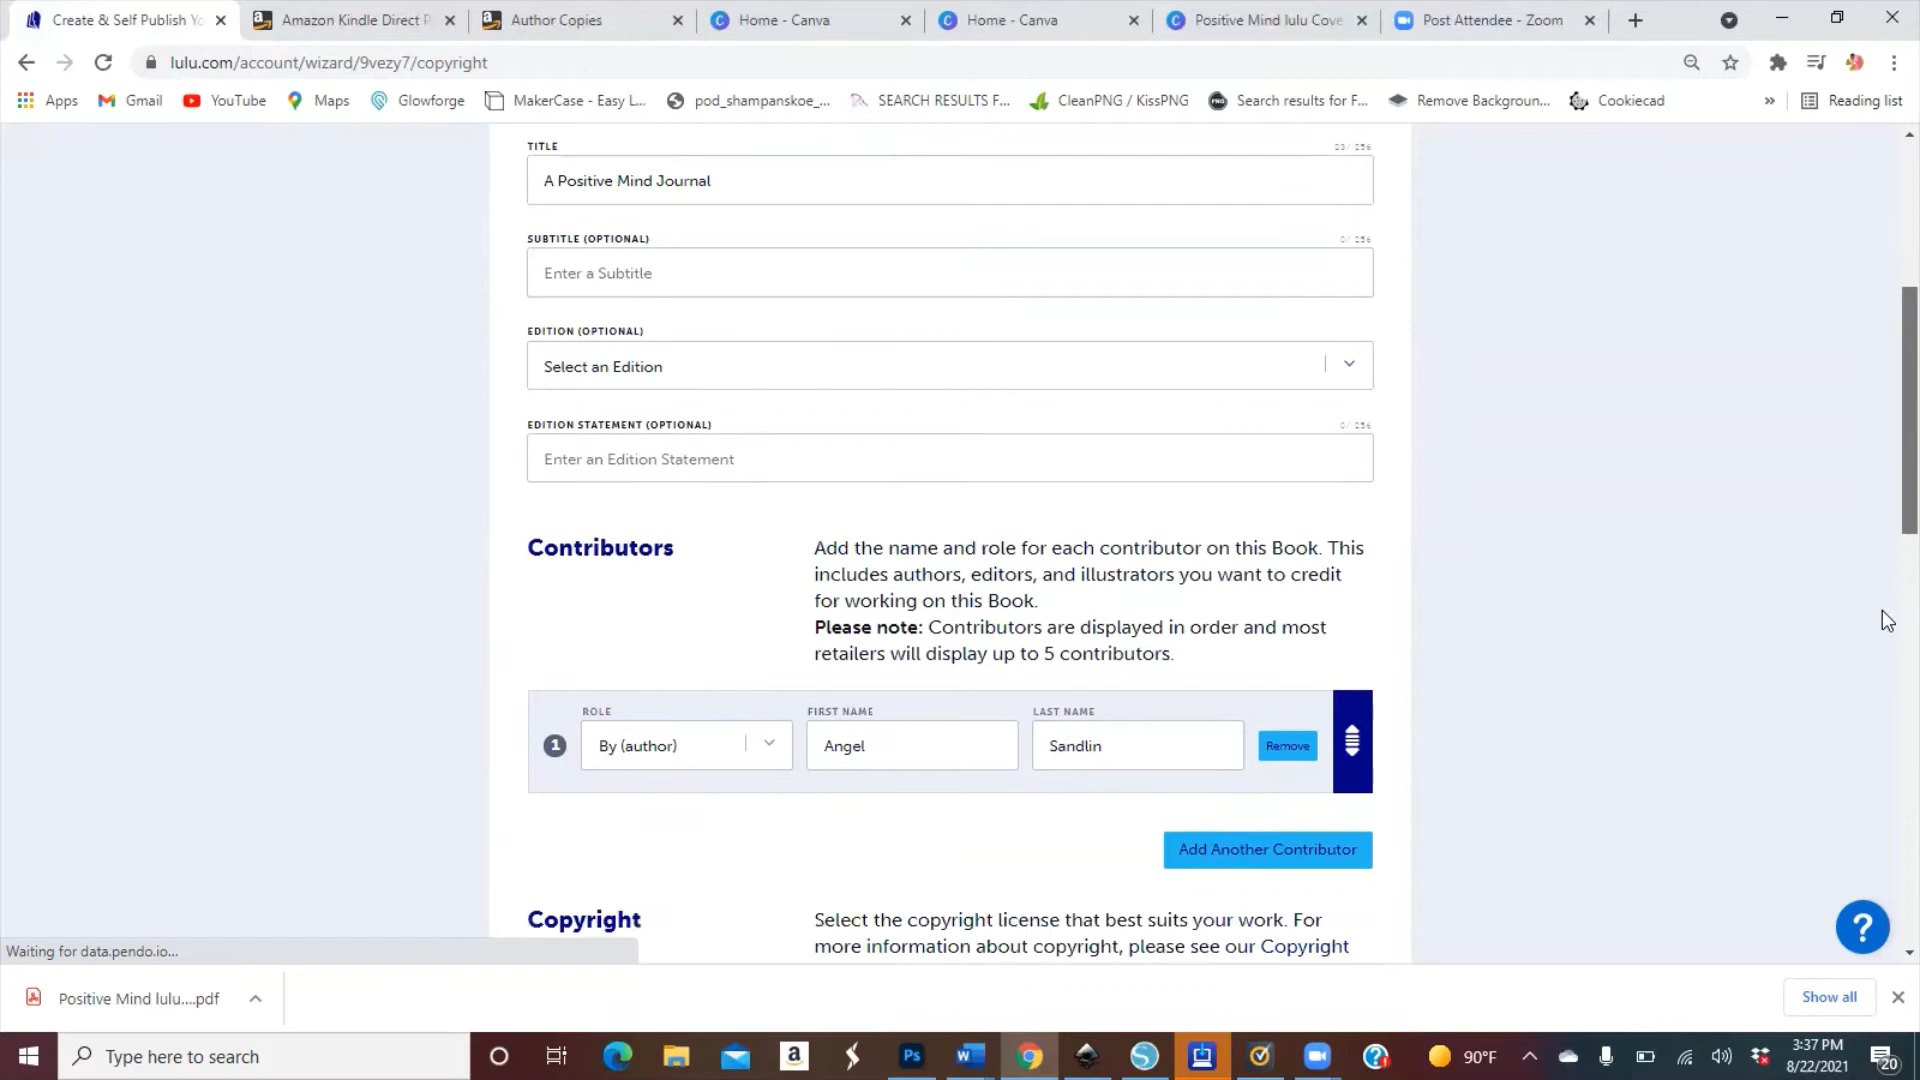 Create & Self Publish Yo
Amazon Kindle Direct P
Author Copies
Home - Canva
Home - Canva
Positive Mind lulu Cove
Post Attendee - Zoom
lulu.com/account/wizard/9vezy7/copyright
Apps
Gmail
YouTube
Maps
Glowforge
MakerCase - Easy L...
pod_shampanskoe_...
SEARCH RESULTS F...
CleanPNG / KissPNG
Search results for F...
Remove Backgroun...
Cookiecad
Reading list
TITLE
A Positive Mind Journal
SUBTITLE (OPTIONAL)
0/ 256
Enter a Subtitle
EDITION (OPTIONAL)
Select an Edition
EDITION STATEMENT (OPTIONAL)
0/ 256
Enter an Edition Statement
Contributors
Add the name and role for each contributor on this Book. This
includes authors, editors, and illustrators you want to credit
for working on this Book.
Please note: Contributors are displayed in order and most
retailers will display up to 5 contributors.
ROLE
FIRST NAME
LAST NAME
1
By (author)
Angel
Sandlin
Remove
Add Another Contributor
Copyright
Select the copyright license that best suits your work. For
more information about copyright, please see our Copyright
?
Waiting for data.pendo.io...
Positive Mind lulu....pdf
Show all
Type here to search
Ps
90°F
3:37 PM
8/22/2021
20